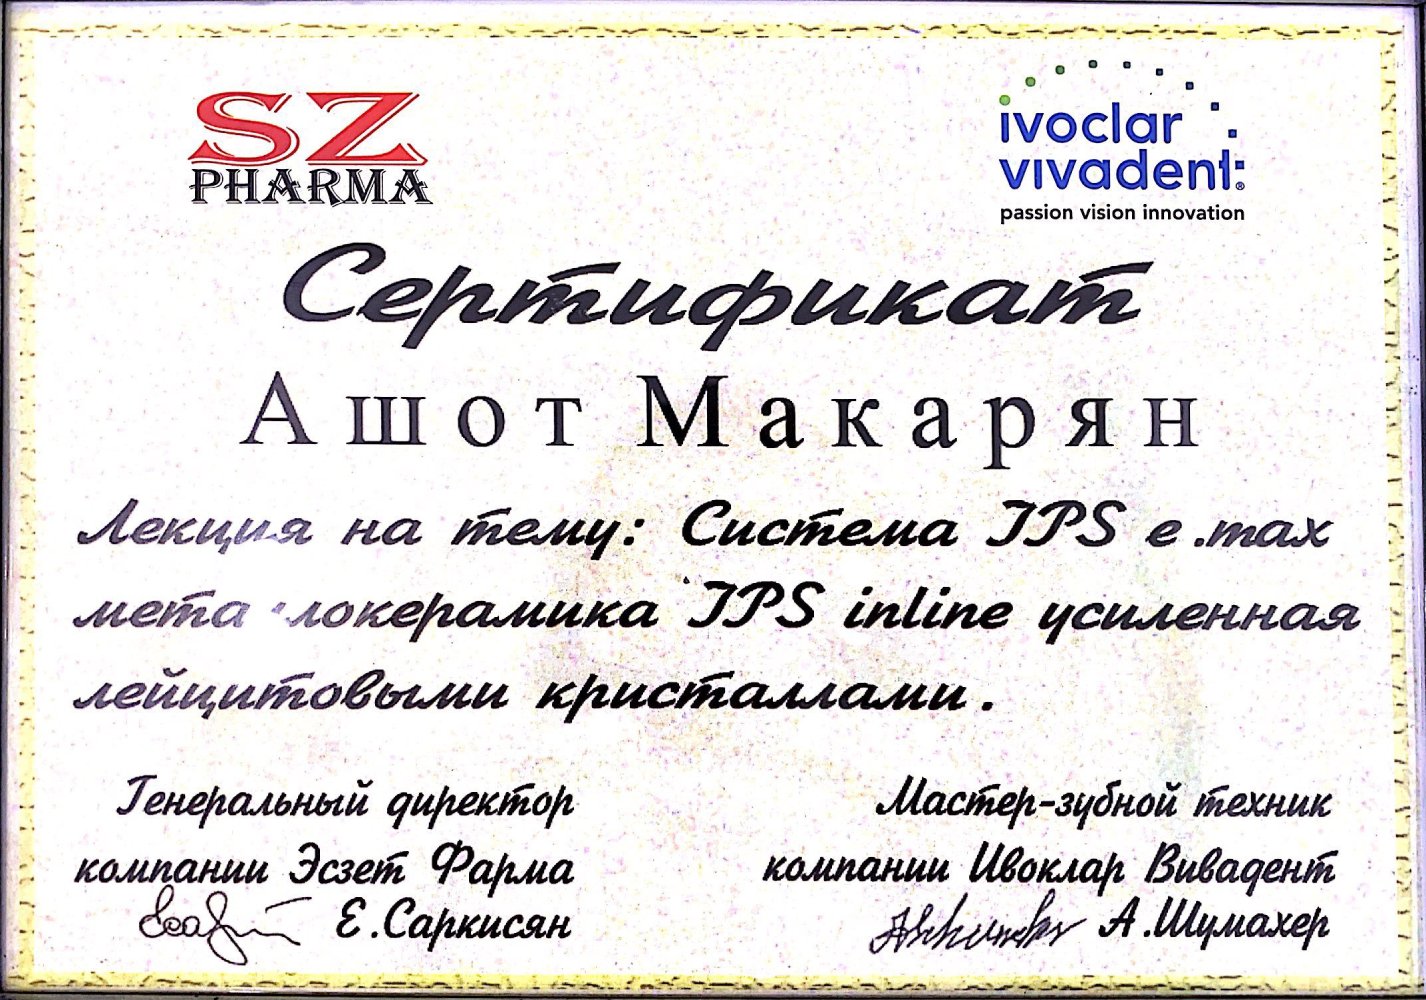 SZ
PHARMA
ivoclar
vivadent:®
passion vision innovation
Сертификат
Ашот Макарян
Лекция на тему: Система IPS e.max
металлокерамика IPS inline усиленная
лейцитовыми кристаллами.
Генеральный директор
компании Эсзет Фарма
Е.Саркисян
Мастер-зубной техник
компании Ивоклар Вивадент
А.Шумахер